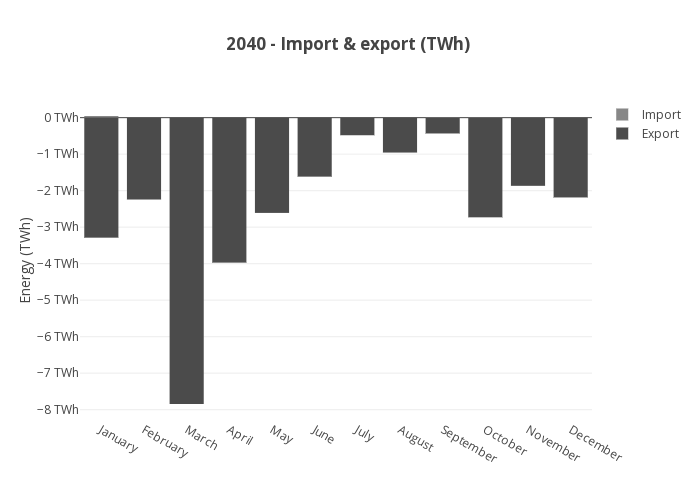 2040 - Import & export (TWh)
Import
Export
0 TWh
−1 TWh
−2 TWh
−3 TWh
−4 TWh
−5 TWh
−6 TWh
−7 TWh
−8 TWh
Energy (TWh)
January
February
March
April
May
June
July
August
September
October
November
December